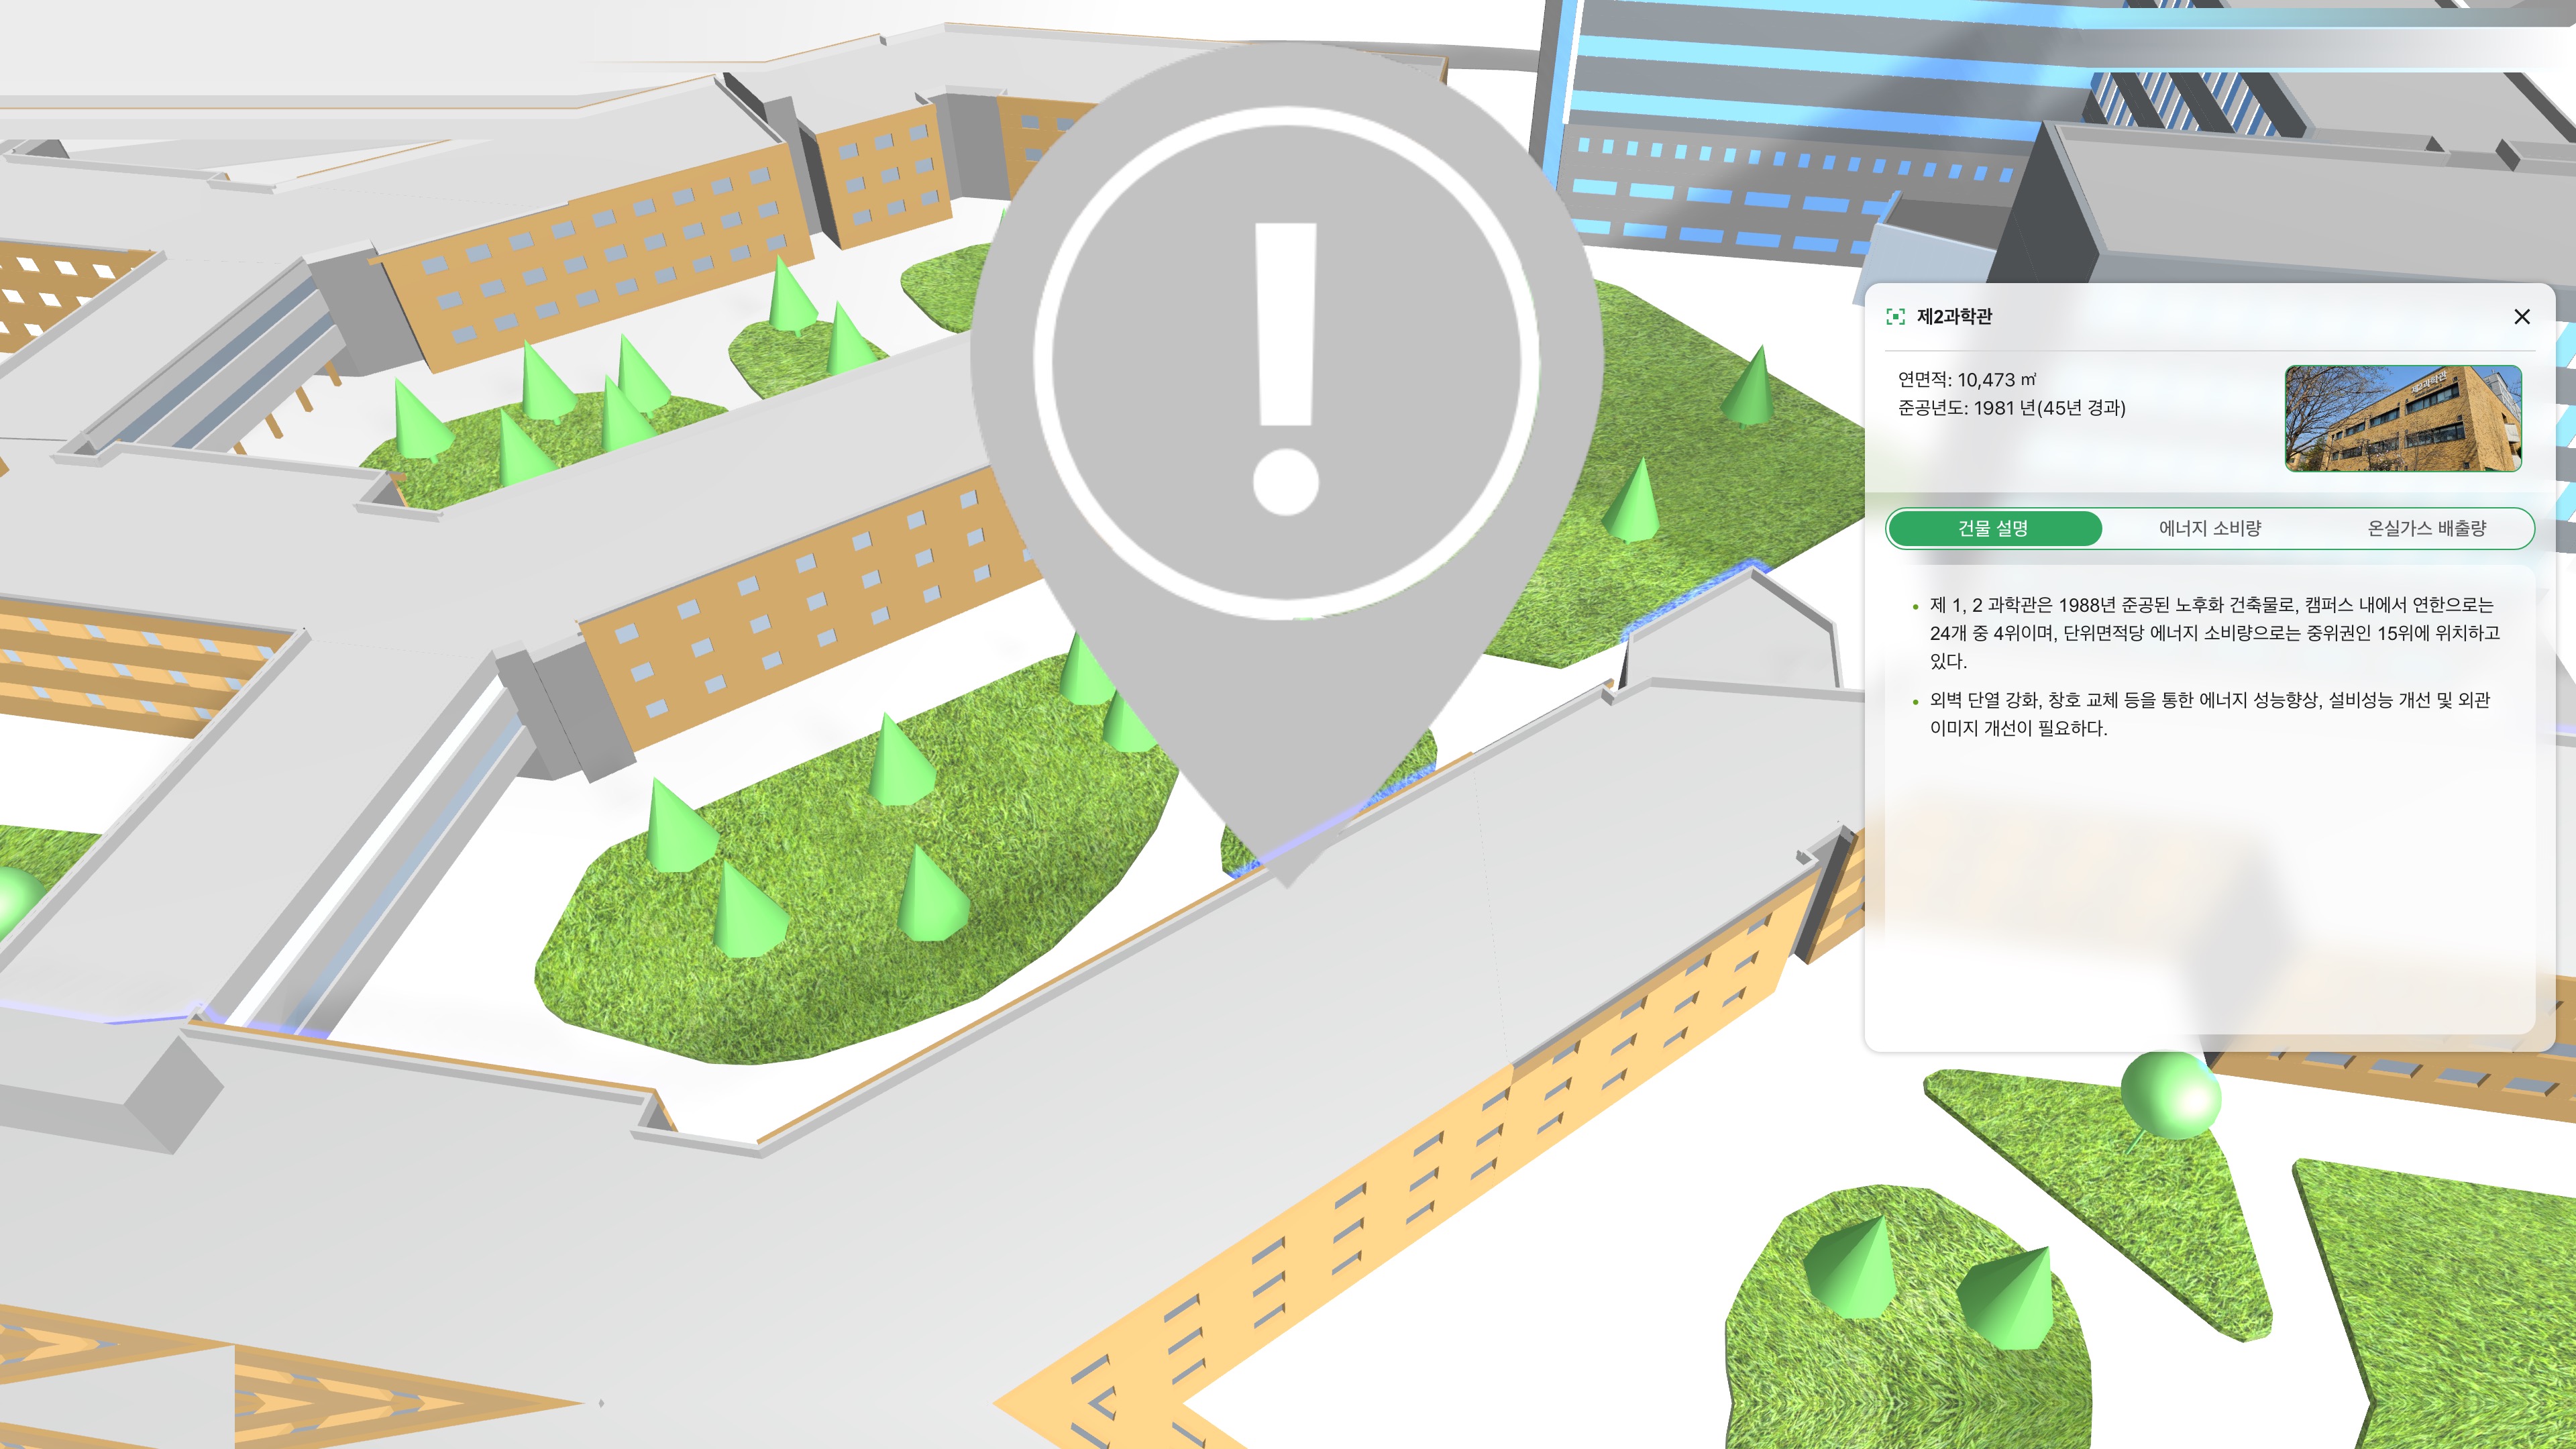 !
제2과학관
연면적: 10,473 ㎡
준공년도: 1981 년(45년 경과)
제2과학관
건물 설명
에너지 소비량
온실가스 배출량
제 1, 2 과학관은 1988년 준공된 노후화 건축물로, 캠퍼스 내에서 연한으로는
24개 중 4위이며, 단위면적당 에너지 소비량으로는 중위권인 15위에 위치하고
있다.
외벽 단열 강화, 창호 교체 등을 통한 에너지 성능향상, 설비성능 개선 및 외관
이미지 개선이 필요하다.